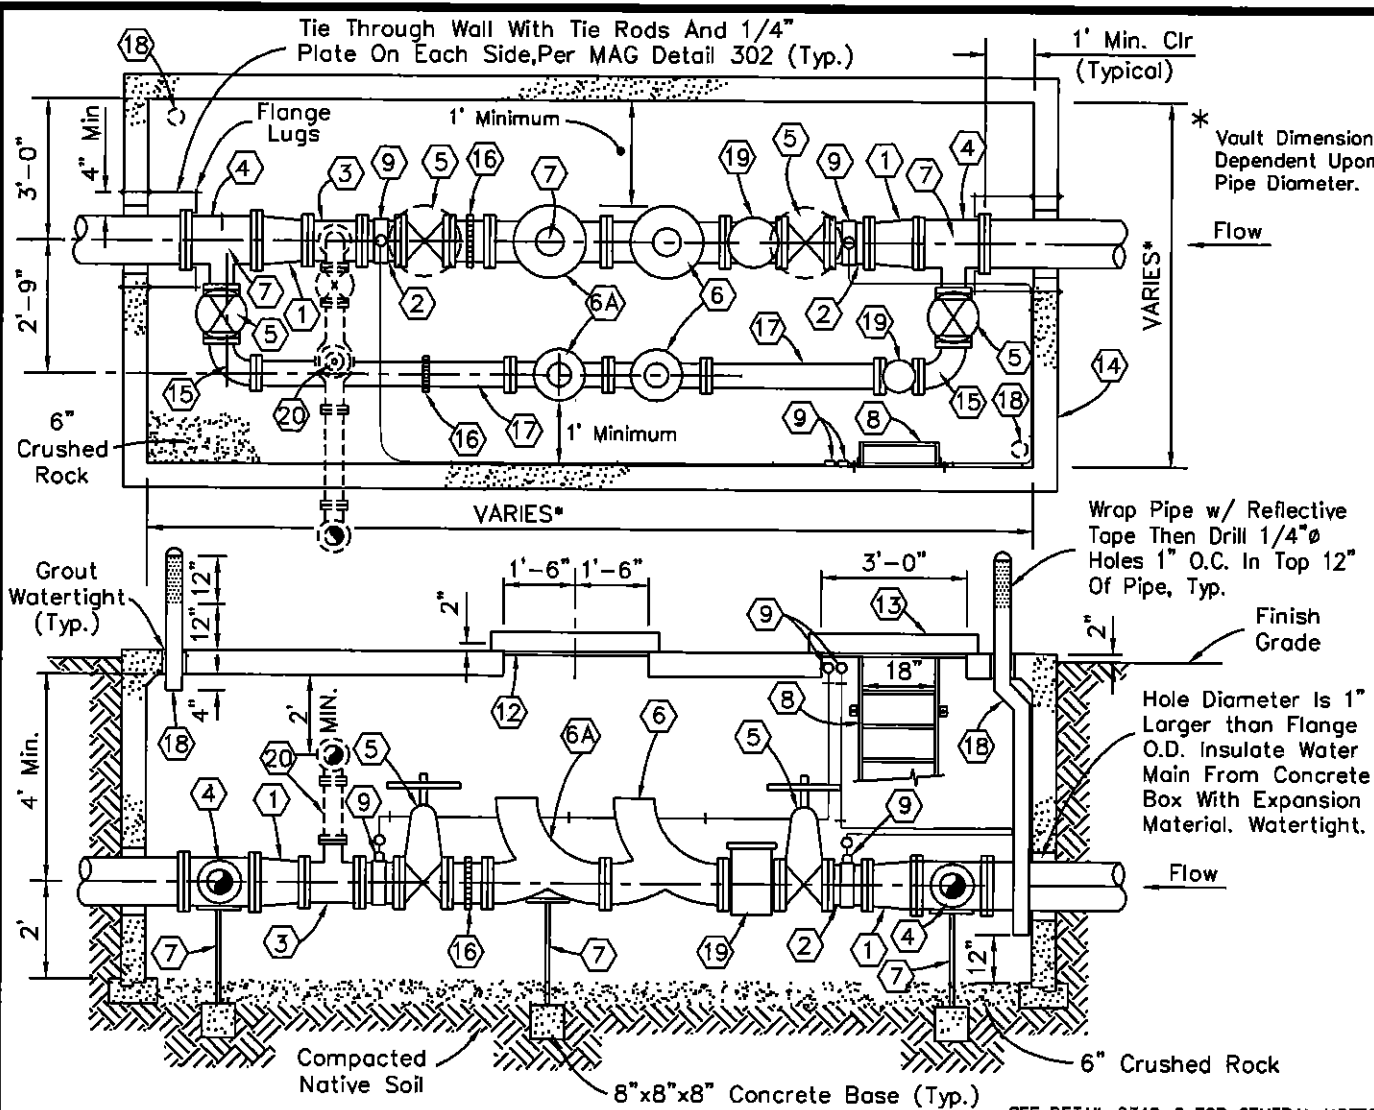 Tie Through Wall With Tie Rods And 1/4"
Plate On Each Side,Per MAG Detail 302 (Typ.)
1' Min. Clr
(Typical)
18
3'-0"
4" Min
Flange
Lugs
1' Minimum
4
3
9
5
16
7
19
5
9
1
7
4
*
Vault Dimension
Dependent Upon
Pipe Diameter.
Flow
2'-9"
7
1
2
6A
6
2
5
17
19
5
VARIES*
14
15
6"
Crushed
Rock
20
16
17
1' Minimum
9
8
15
18
VARIES*
Wrap Pipe w/ Reflective
Tape Then Drill 1/4"ø
Holes 1" O.C. In Top 12"
Of Pipe, Typ.
Grout
Watertight
(Typ.)
12"
12"
4"
1'-6"
1'-6"
3'-0"
2"
9
13
2"
Finish
Grade
18"
12
8
18
18
2'
MIN.
6
6A
5
5
Hole Diameter Is 1"
Larger than Flange
O.D. Insulate Water
Main From Concrete
Box With Expansion
Material. Watertight.
4' Min.
20
4
1
9
9
Flow
2'
7
3
16
7
19
2
1
4
7
12"
Compacted
Native Soil
8"x8"x8" Concrete Base (Typ.)
6" Crushed Rock